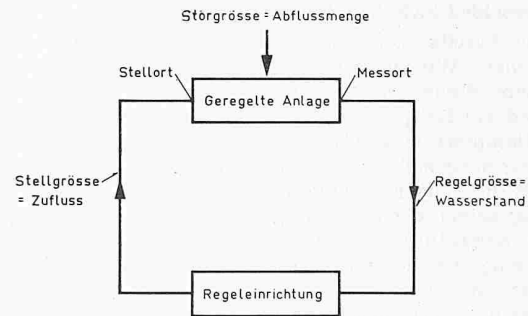 Störgrösse = Abflussmenge
Stellort
Messort
Geregelte Anlage
Stellgrösse
= Zufluss
Regelgrösse =
Wasserstand
Regeleinrichtung